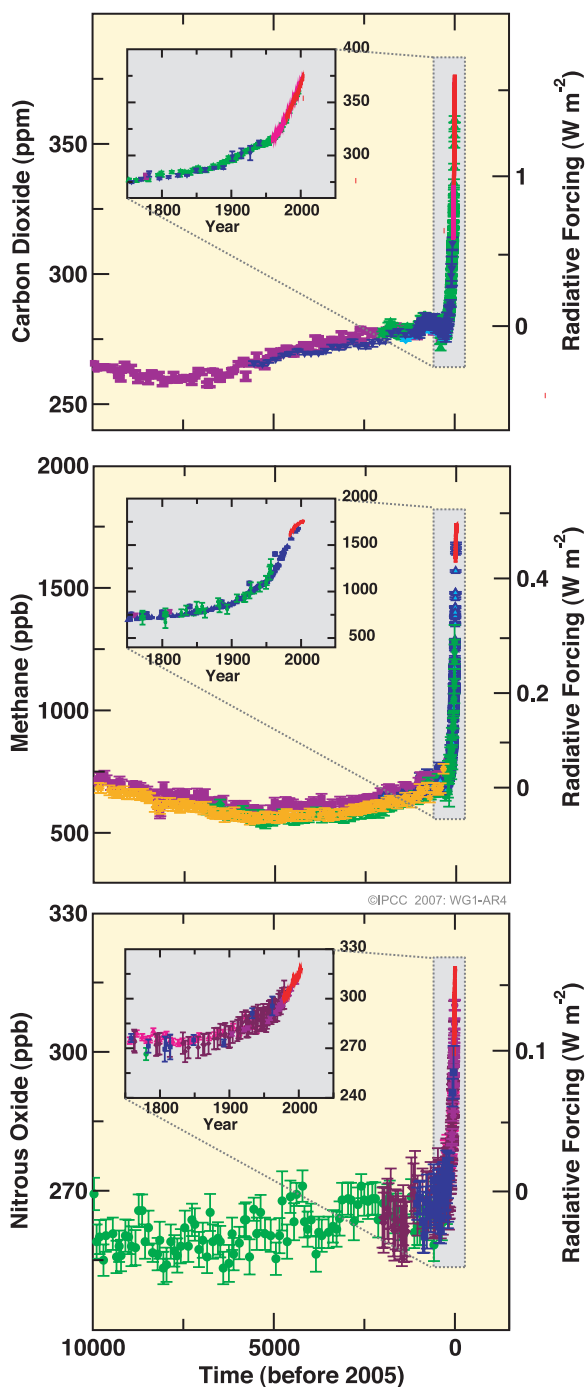 Carbon Dioxide (ppm)
350
300
250
400
350
300
1800 1900 2000
Year
1
0
Radiative Forcing (W m-2)
Methane (ppb)
2000
1500
1000
500
2000
1500
1000
500
1800 1900 2000
Year
0.4
0.2
0
Radiative Forcing (W m-2)
©IPCC 2007: WG1-AR4
Nitrous Oxide (ppb)
330
300
270
330
300
270
240
1800 1900 2000
Year
0.1
0
Radiative Forcing (W m-2)
10000 5000 0
Time (before 2005)